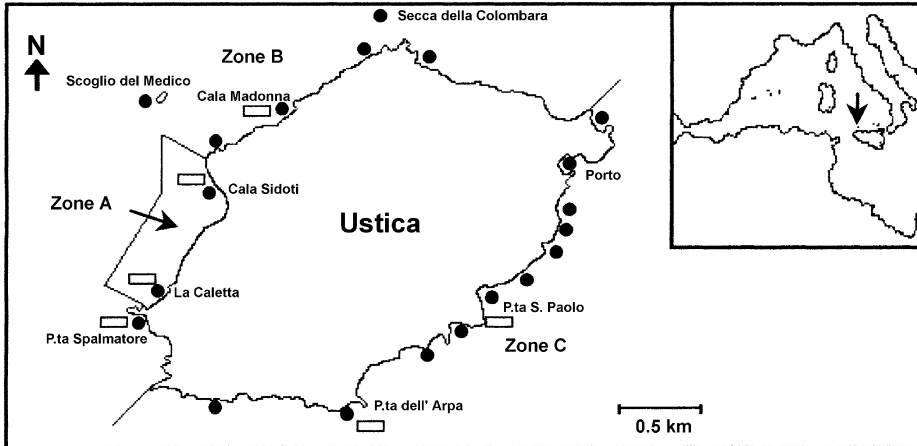 Secca della Colombara
N
Zone B
Scoglio del Medico
Cala Madonna
Porto
Cala Sidoti
Zone A
Ustica
La Caletta
P.ta S. Paolo
P.ta Spalmatore
Zone C
P.ta dell' Arpa
0.5 km